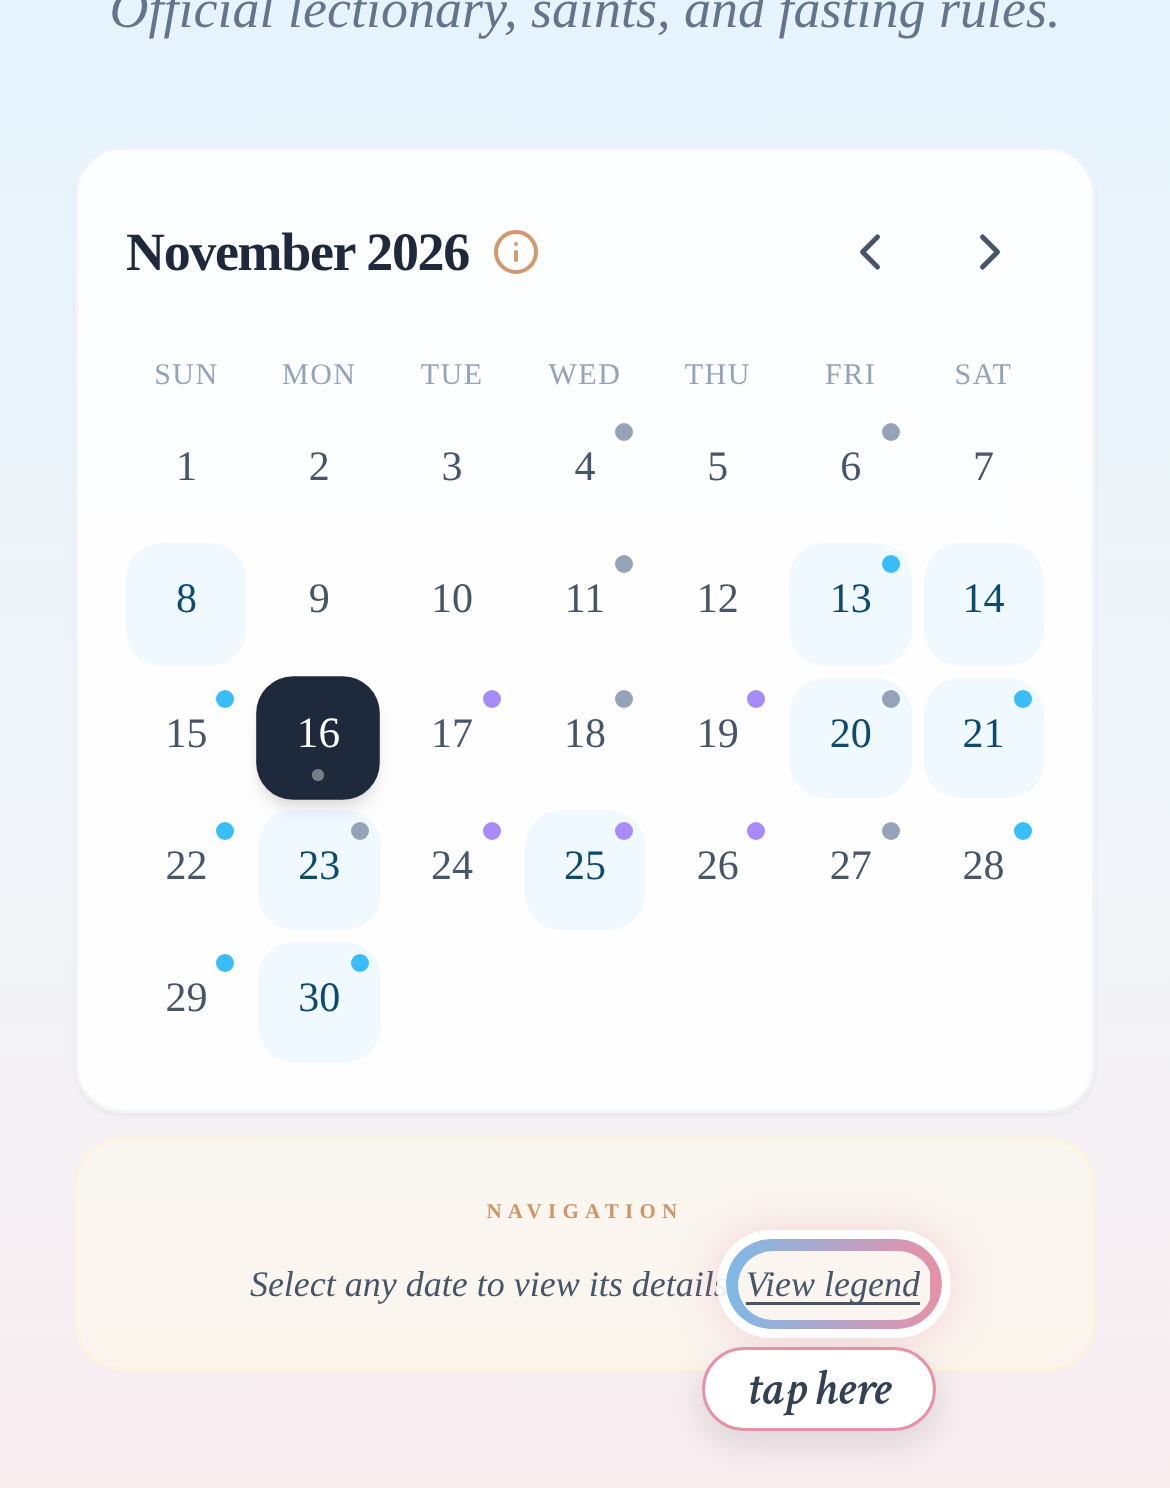 Official lectionary, saints, and fasting rules.
November 2026
SUN MON TUE WED THU FRI SAT
1 2 3 4 5 6 7
8 9 10 11 12 13 14
15 16 17 18 19 20 21
22 23 24 25 26 27 28
29 30
NAVIGATION
Select any date to view its details View legend
tap here